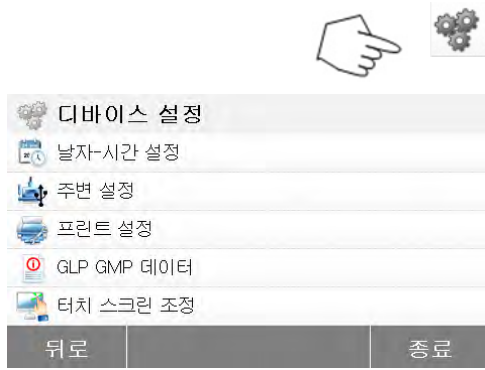 디바이스 설정
날자-시간 설정
주변 설정
프린트 설정
GLP GMP 데이터
터치 스크린 조정
뒤로 종료